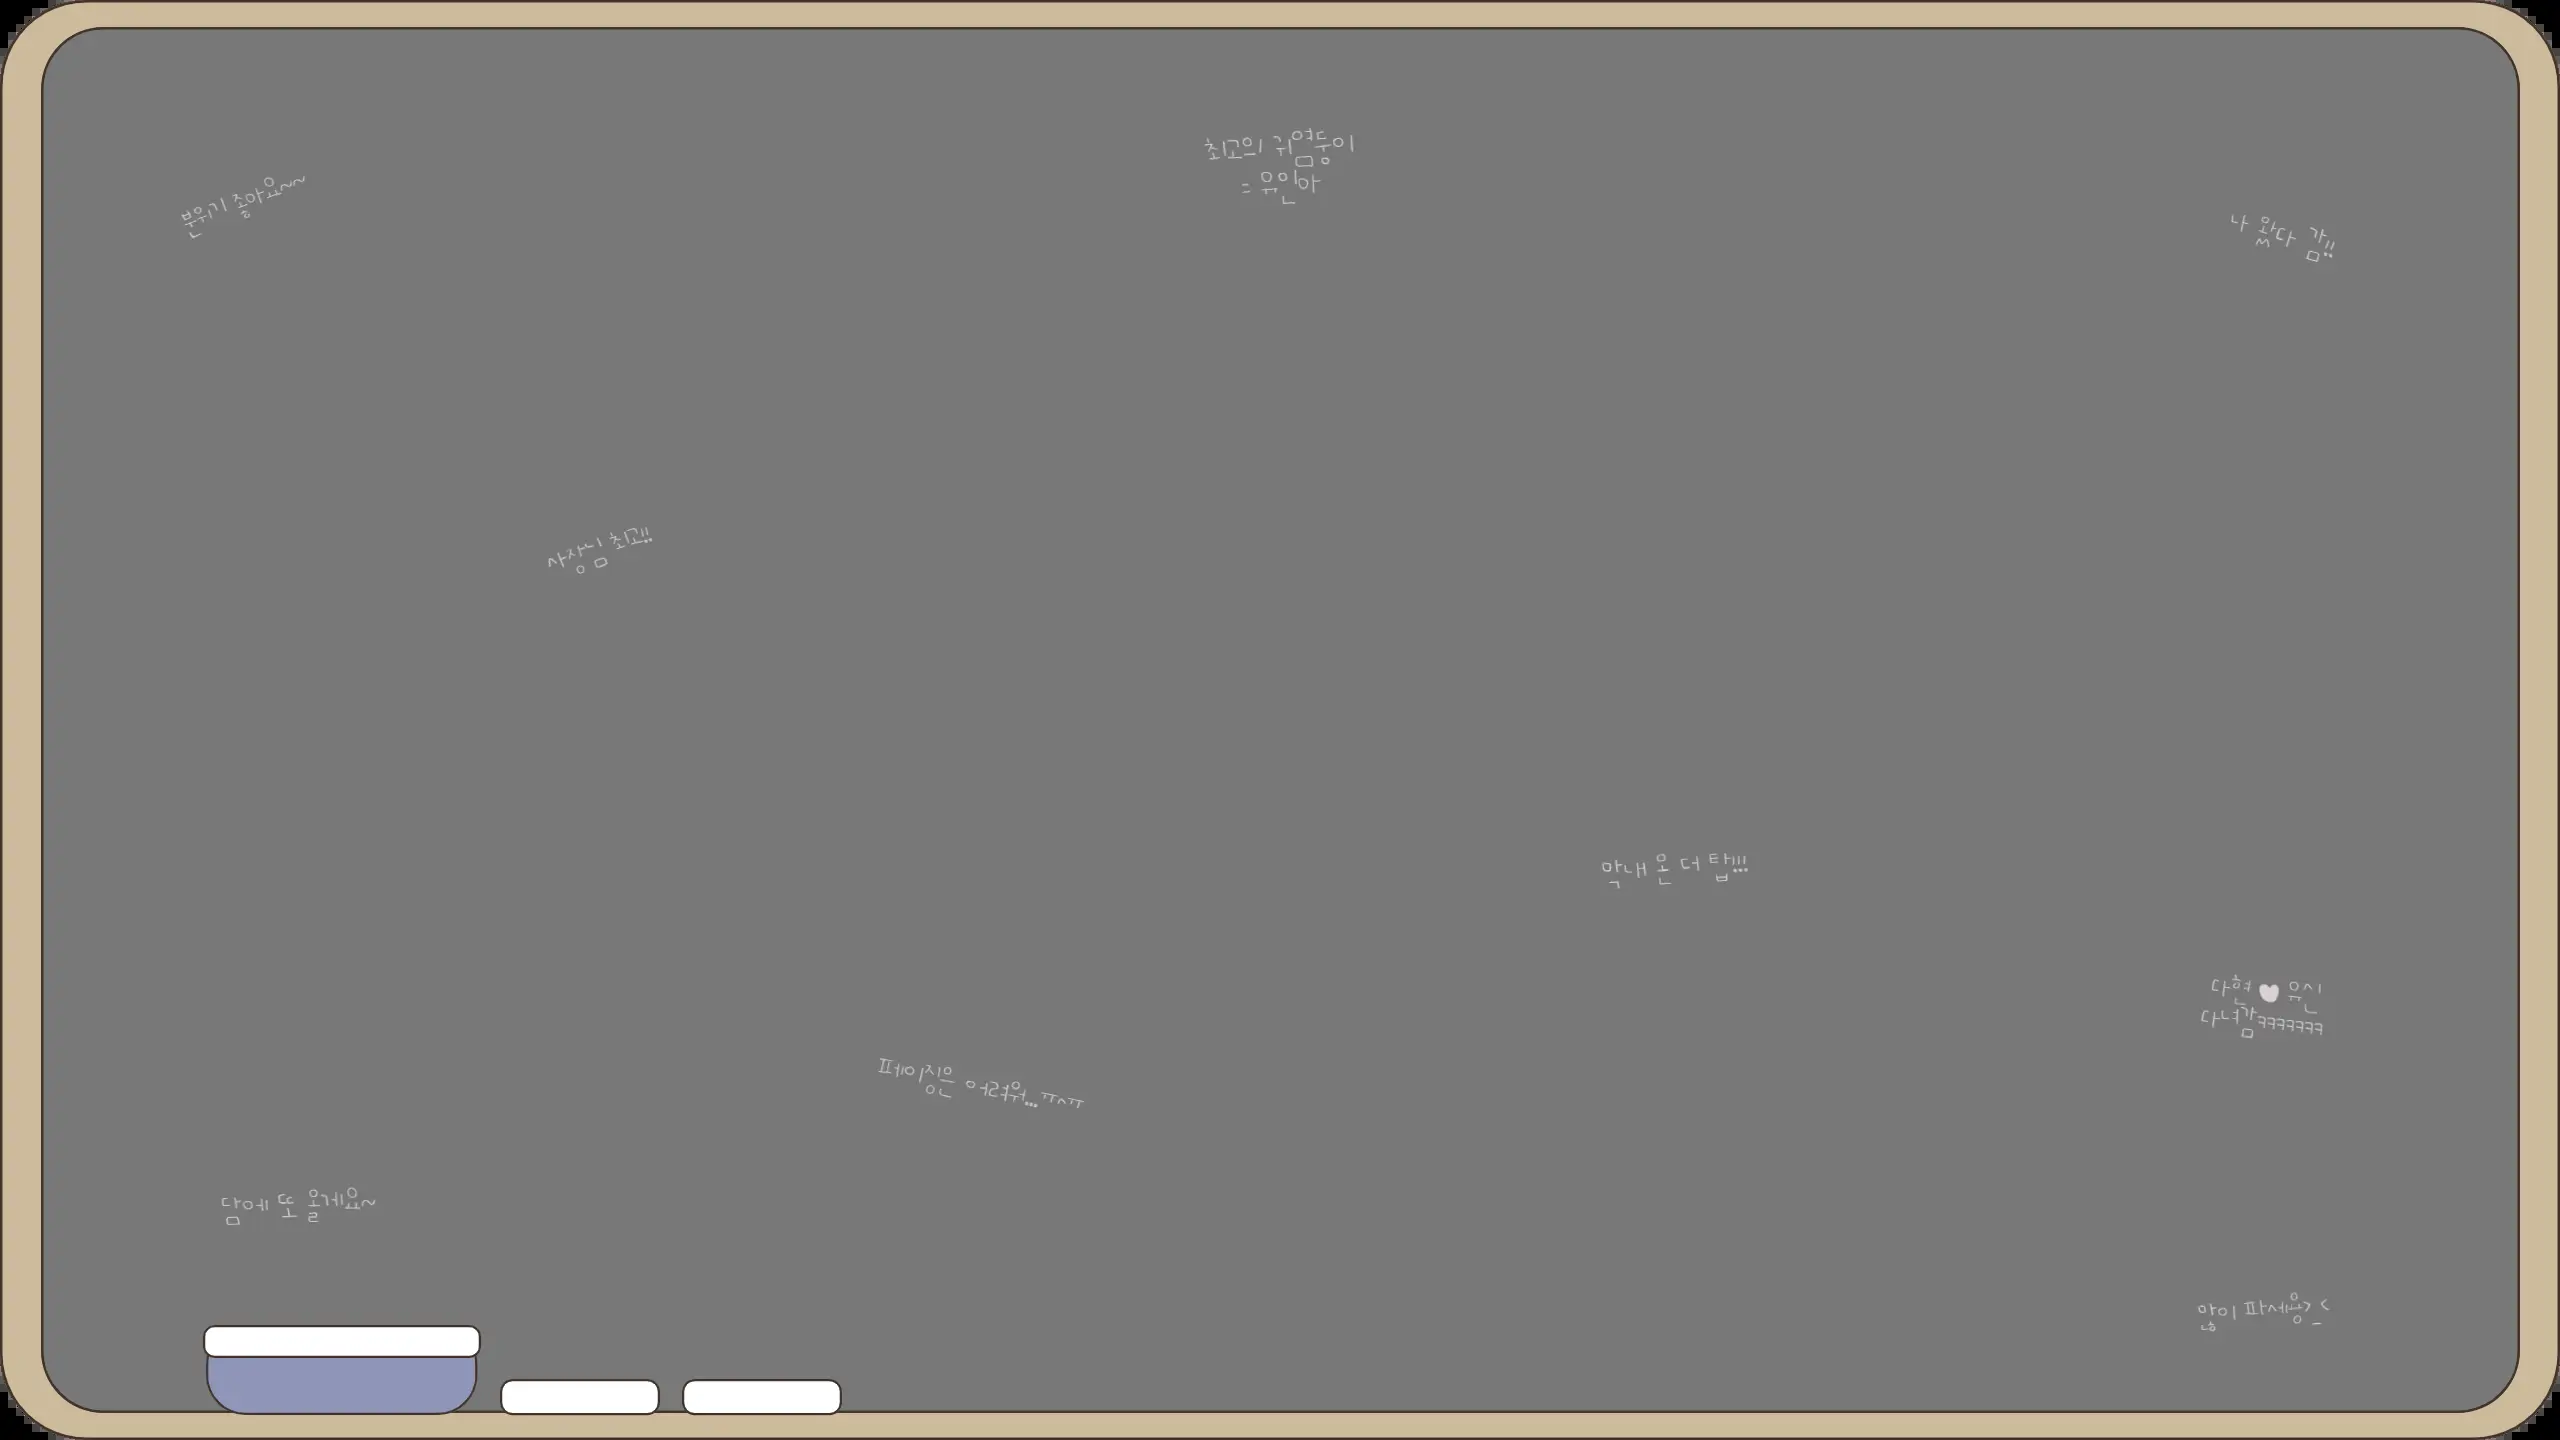 분위기 좋아요~~
최고의 귀염둥이
= 유인아
나 왔다 감!!
사장님 최고!!
막내 온 더 탑!!!
다현♥유신
다녀감ㅋㅋㅋㅋㅋㅋㅋ
페이징은 어려워...ㅠㅅㅠ
담에 또 올게요~
많이 파세용>_<